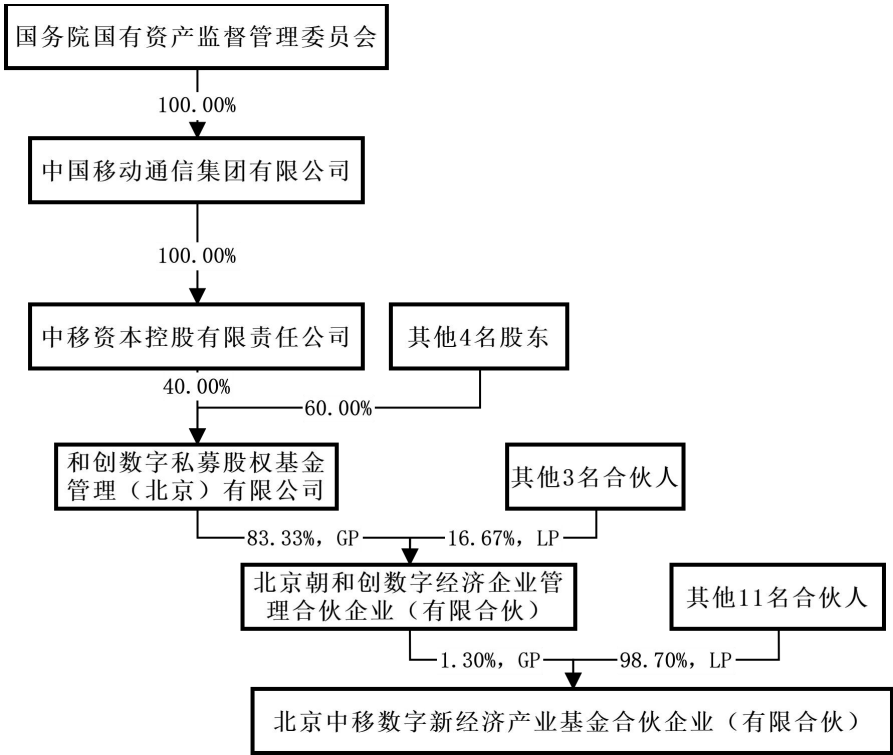 国务院国有资产监督管理委员会
100.00%
中国移动通信集团有限公司
100.00%
中移资本控股有限责任公司
其他4名股东
40.00%
60.00%
和创数字私募股权基金
管理（北京）有限公司
其他3名合伙人
83.33%，GP
16.67%，LP
北京朝和创数字经济企业管
理合伙企业（有限合伙）
其他11名合伙人
1.30%，GP
98.70%，LP
北京中移数字新经济产业基金合伙企业（有限合伙）